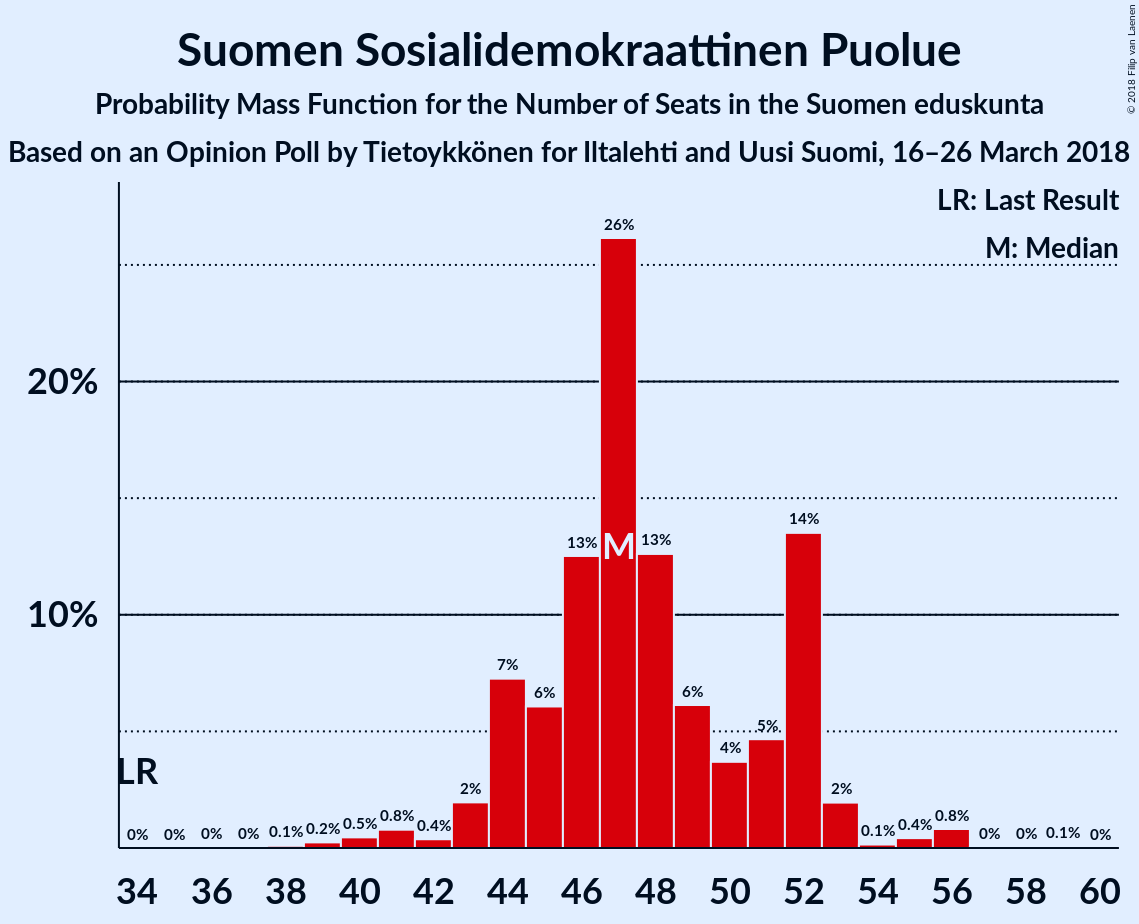 Suomen Sosialidemokraattinen Puolue
Probability Mass Function for the Number of Seats in the Suomen eduskunta
Based on an Opinion Poll by Tietoykkönen for Iltalehti and Uusi Suomi, 16–26 March 2018
© 2018 Filip van Laenen
LR: Last Result
M: Median
20%
10%
LR
M
0% 0% 0% 0% 0.1% 0.2% 0.5% 0.8% 0.4% 2% 7% 6% 13% 26% 13% 6% 4% 5% 14% 2% 0.1% 0.4% 0.8% 0% 0% 0.1% 0%
34 36 38 40 42 44 46 48 50 52 54 56 58 60